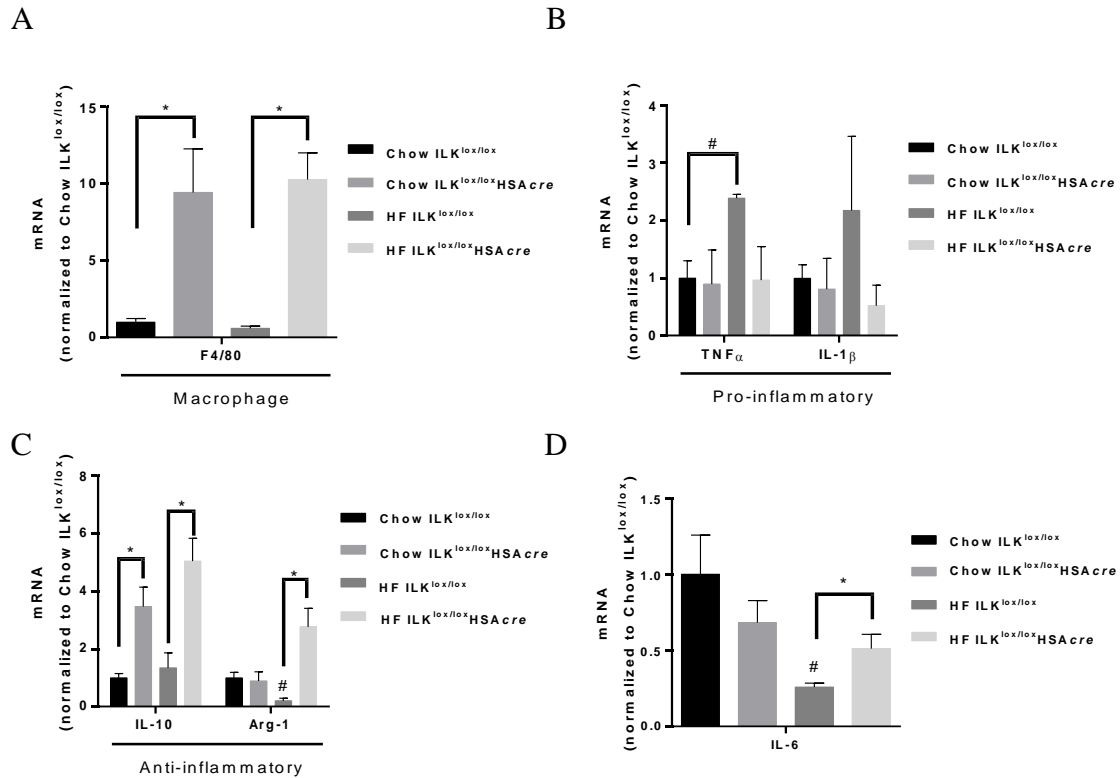 A
mRNA
(normalized to Chow ILK^lox/lox)
15
10
5
0
*
*
F4/80
Macrophage
Chow ILK^lox/lox
Chow ILK^lox/lox HSAcre
HF ILK^lox/lox
HF ILK^lox/lox HSAcre
B
mRNA
(normalized to Chow ILK^lox/lox)
4
3
2
1
0
#
TNFα IL-1β
Pro-inflammatory
Chow ILK^lox/lox
Chow ILK^lox/lox HSAcre
HF ILK^lox/lox
HF ILK^lox/lox HSAcre
C
mRNA
(normalized to Chow ILK^lox/lox)
8
6
4
2
0
*
*
*
#
IL-10 Arg-1
Anti-inflammatory
Chow ILK^lox/lox
Chow ILK^lox/lox HSAcre
HF ILK^lox/lox
HF ILK^lox/lox HSAcre
D
mRNA
(normalized to Chow ILK^lox/lox)
1.5
1.0
0.5
0.0
*
#
IL-6
Chow ILK^lox/lox
Chow ILK^lox/lox HSAcre
HF ILK^lox/lox
HF ILK^lox/lox HSAcre